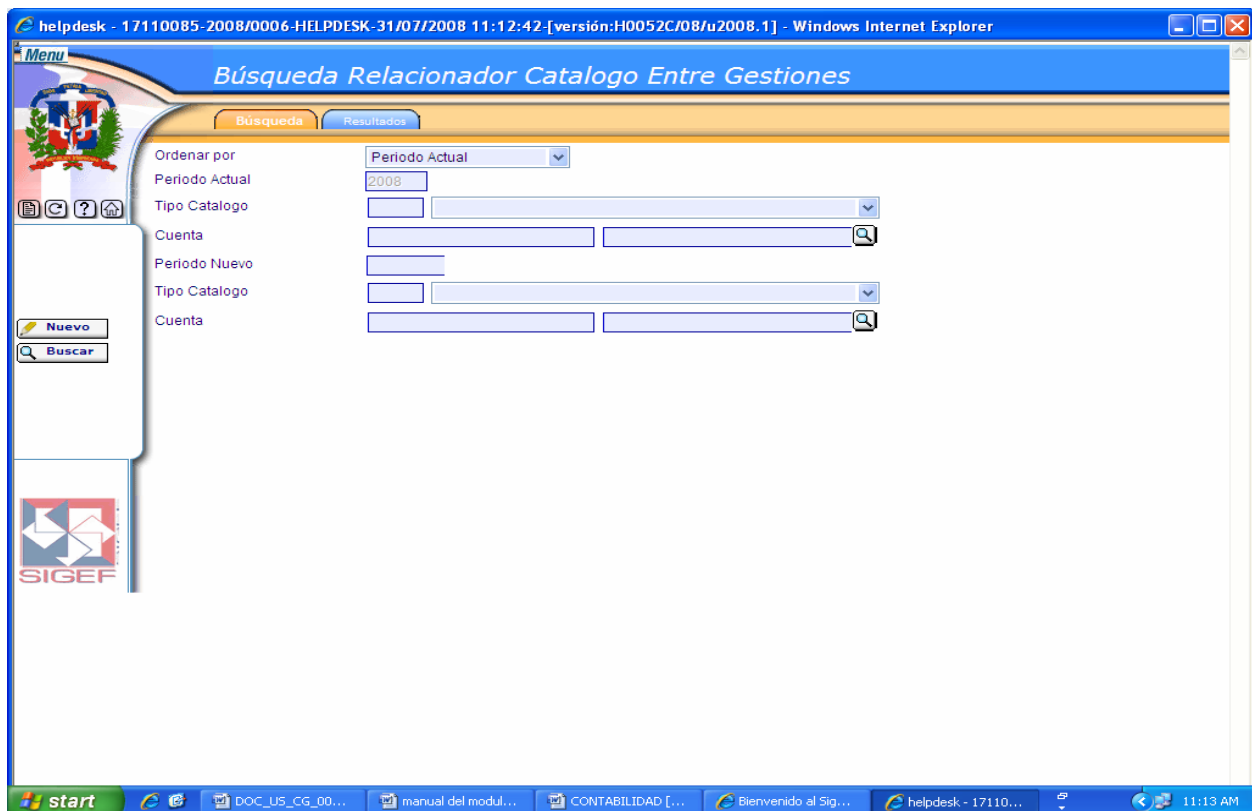 helpdesk - 17110085-2008/0006-HELPDESK-31/07/2008 11:12:42-[versión:H0052C/08/u2008.1] - Windows Internet Explorer
Menu
Búsqueda Relacionador Catalogo Entre Gestiones
Búsqueda Resultados
Ordenar por Periodo Actual
Periodo Actual 2008
Tipo Catalogo
Cuenta
Periodo Nuevo
Tipo Catalogo
Cuenta
Nuevo
Buscar
SIGEF
start DOC_US_CG_00... manual del modul... CONTABILIDAD [... Bienvenido al Sig... helpdesk - 17110... 11:13 AM